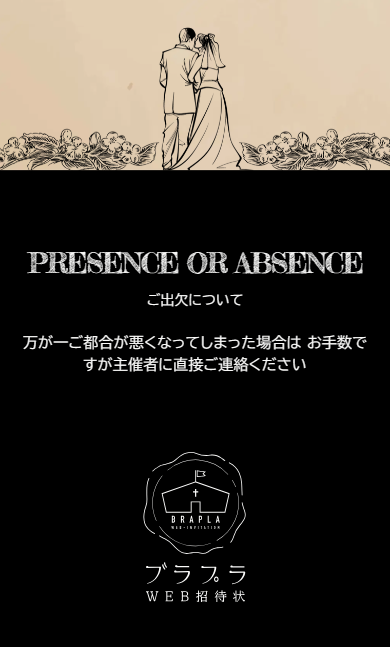 PRESENCE OR ABSENCE
ご出欠について
万が一ご都合が悪くなってしまった場合は お手数で
すが主催者に直接ご連絡ください
BRAPLA
WEB-INVITATION
ブラプラ
WEB招待状